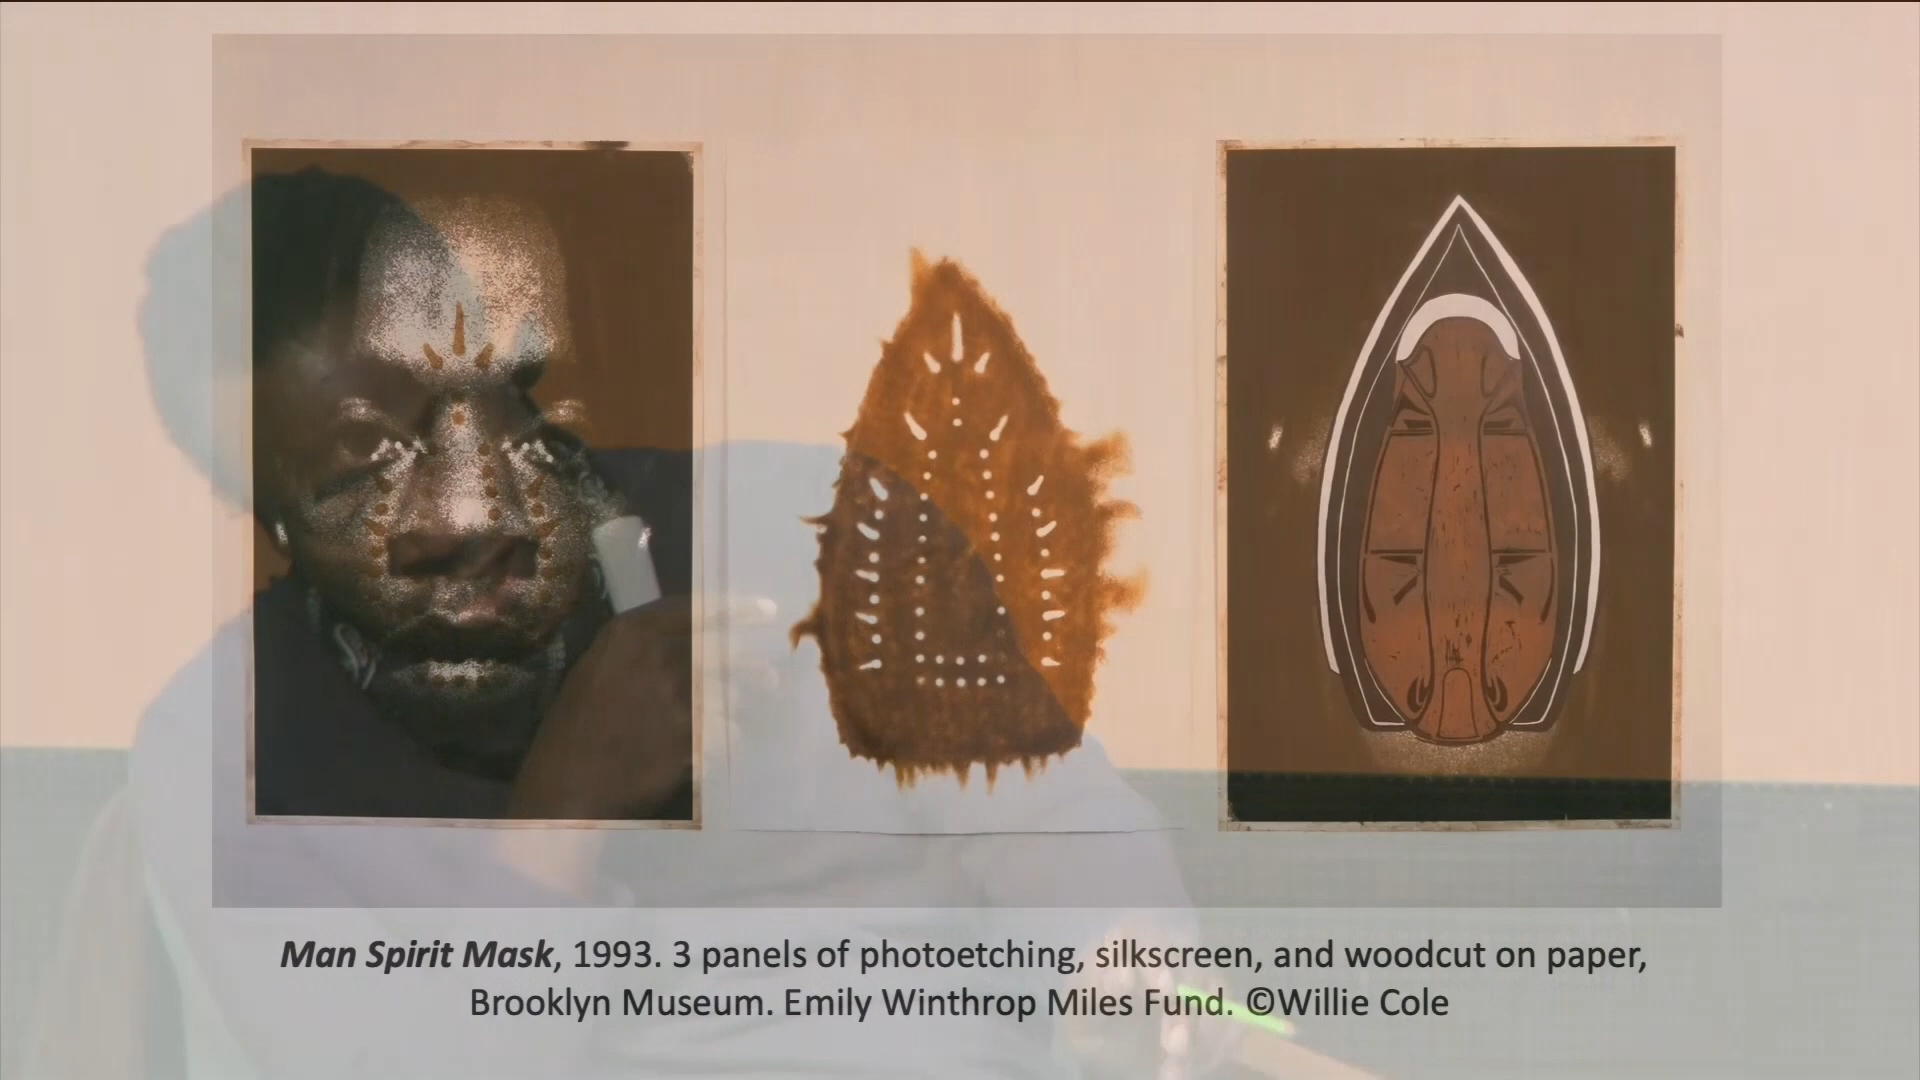 Man Spirit Mask, 1993. 3 panels of photoetching, silkscreen, and woodcut on paper,
Brooklyn Museum. Emily Winthrop Miles Fund. ©Willie Cole